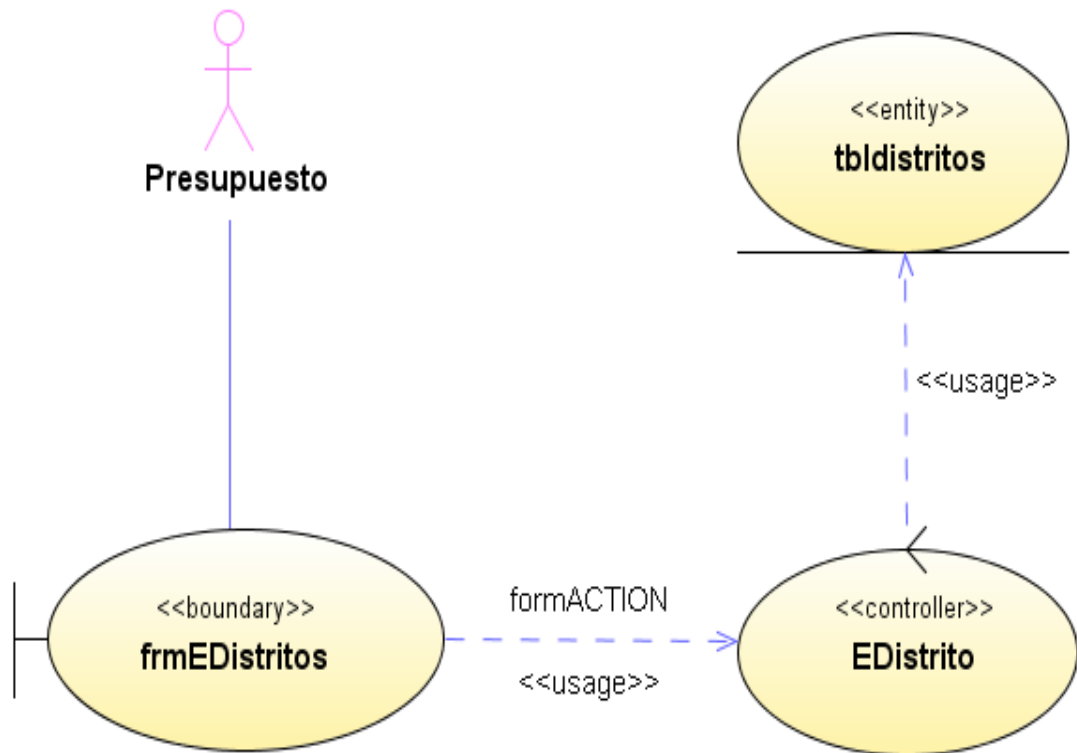 Presupuesto
<<entity>>
tbldistritos
<<usage>>
<<boundary>>
frmEDistritos
formACTION
<<usage>>
<<controller>>
EDistrito